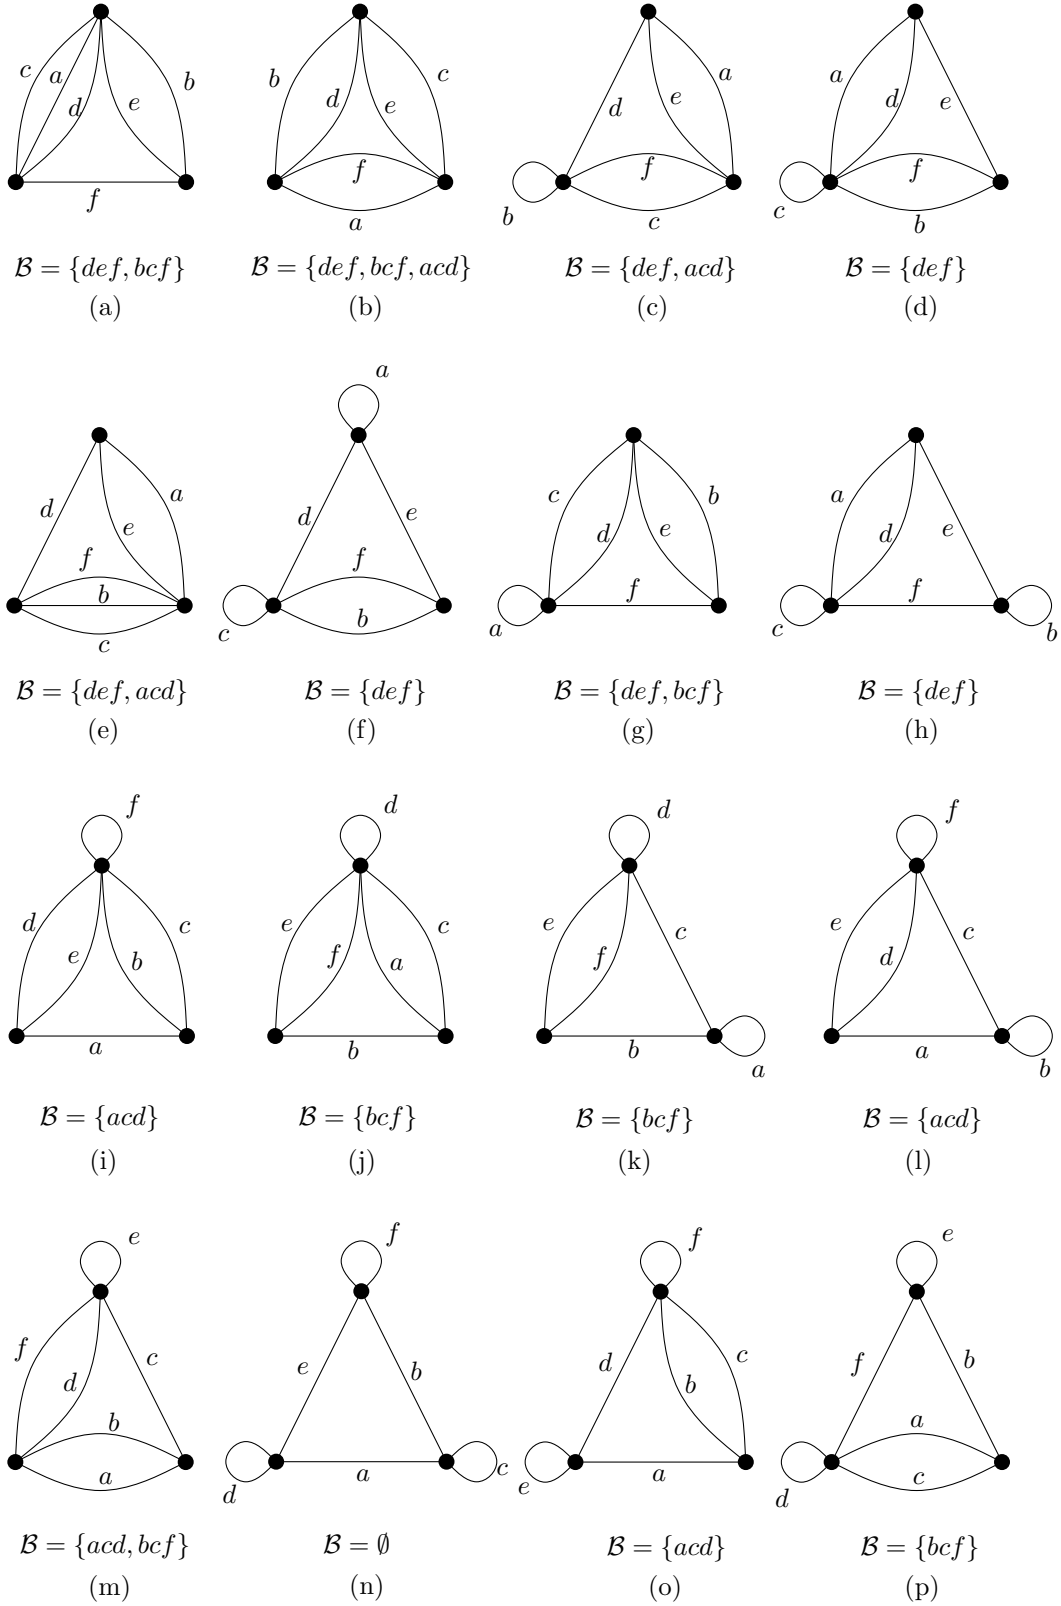 c a d e b f
b d e c f a
d e a f b c
a d e f c b
B = {def, bcf} B = {def, bcf, acd} B = {def, acd} B = {def}
(a) (b) (c) (d)
d e a f b c
a d e f b c
c d e b f a
a d e f c b
B = {def, acd} B = {def} B = {def, bcf} B = {def}
(e) (f) (g) (h)
f d e b c a
d e f a c b
d e f c b a
f e d c a b
B = {acd} B = {bcf} B = {bcf} B = {acd}
(i) (j) (k) (l)
e f d c b a
f e b a d c
f d b c a e
e f b a c d
B = {acd, bcf} B = ∅ B = {acd} B = {bcf}
(m) (n) (o) (p)